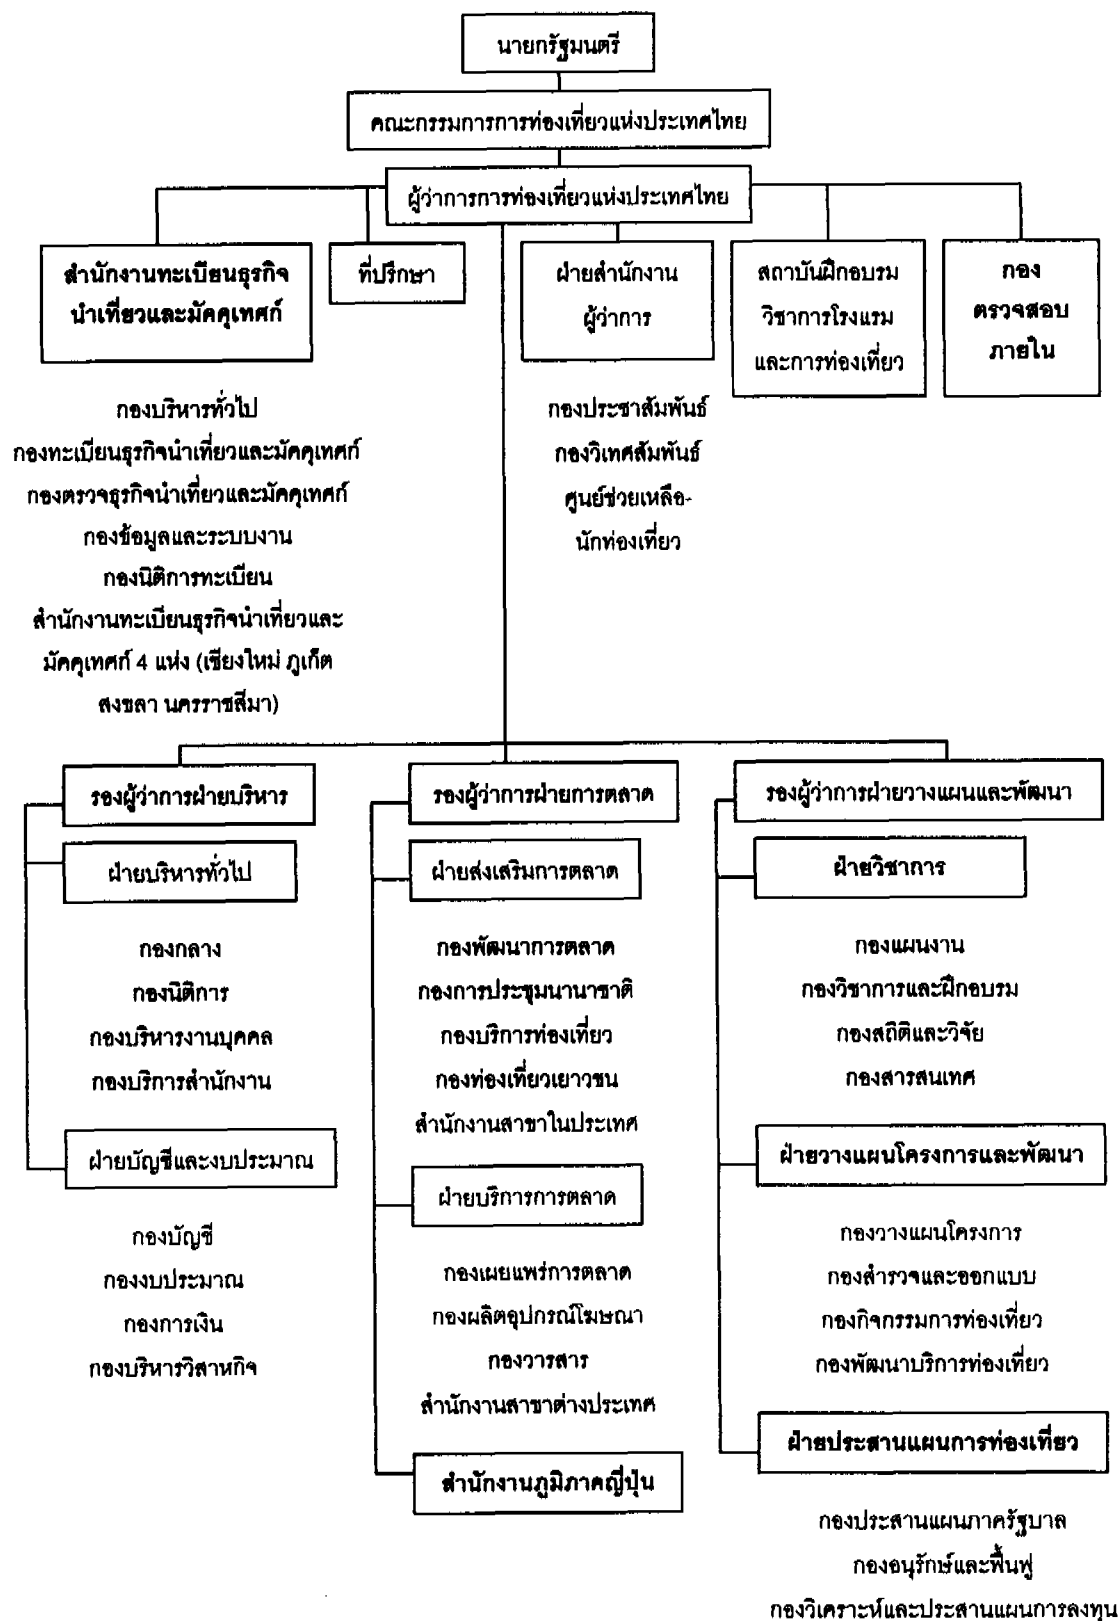 นายกรัฐมนตรี
คณะกรรมการการท่องเที่ยวแห่งประเทศไทย
ผู้ว่าการการท่องเที่ยวแห่งประเทศไทย
สำนักงานทะเบียนธุรกิจ
นำเที่ยวและมัคคุเทศก์
ที่ปรึกษา
ฝ่ายสำนักงาน
ผู้ว่าการ
สถาบันฝึกอบรม
วิชาการโรงแรม
และการท่องเที่ยว
กอง
ตรวจสอบ
ภายใน
กองบริหารทั่วไป
กองทะเบียนธุรกิจนำเที่ยวและมัคคุเทศก์
กองตรวจธุรกิจนำเที่ยวและมัคคุเทศก์
กองข้อมูลและระบบงาน
กองนิติการทะเบียน
สำนักงานทะเบียนธุรกิจนำเที่ยวและ
มัคคุเทศก์ 4 แห่ง (เชียงใหม่ ภูเก็ต
สงขลา นครราชสีมา)
กองประชาสัมพันธ์
กองวิเทศสัมพันธ์
ศูนย์ช่วยเหลือ-
นักท่องเที่ยว
รองผู้ว่าการฝ่ายบริหาร
ฝ่ายบริหารทั่วไป
กองกลาง
กองนิติการ
กองบริหารงานบุคคล
กองบริการสำนักงาน
ฝ่ายบัญชีและงบประมาณ
กองบัญชี
กองงบประมาณ
กองการเงิน
กองบริหารวิสาหกิจ
รองผู้ว่าการฝ่ายการตลาด
ฝ่ายส่งเสริมการตลาด
กองพัฒนาการตลาด
กองการประชุมนานาชาติ
กองบริการท่องเที่ยว
กองท่องเที่ยวเยาวชน
สำนักงานสาขาในประเทศ
ฝ่ายบริการการตลาด
กองเผยแพร่การตลาด
กองผลิตอุปกรณ์โฆษณา
กองวารสาร
สำนักงานสาขาต่างประเทศ
สำนักงานภูมิภาคญี่ปุ่น
รองผู้ว่าการฝ่ายวางแผนและพัฒนา
ฝ่ายวิชาการ
กองแผนงาน
กองวิชาการและฝึกอบรม
กองสถิติและวิจัย
กองสารสนเทศ
ฝ่ายวางแผนโครงการและพัฒนา
กองวางแผนโครงการ
กองสำรวจและออกแบบ
กองกิจกรรมการท่องเที่ยว
กองพัฒนาบริการท่องเที่ยว
ฝ่ายประสานแผนการท่องเที่ยว
กองประสานแผนภาครัฐบาล
กองอนุรักษ์และฟื้นฟู
กองวิเคราะห์และประสานแผนการลงทุน